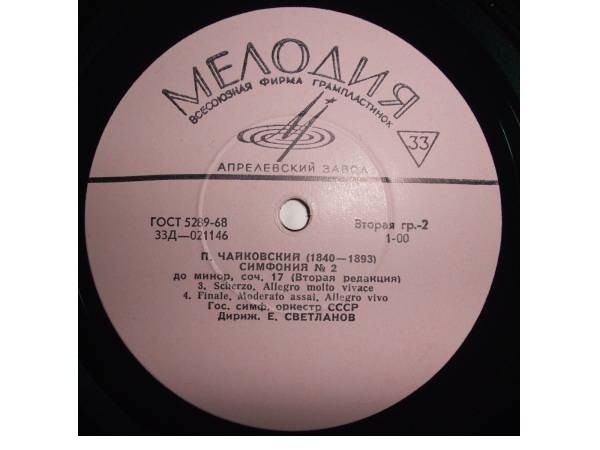 МЕЛОДИЯ
ВСЕСОЮЗНАЯ ФИРМА ГРАМПЛАСТИНОК
33
АПРЕЛЕВСКИЙ ЗАВОД
ГОСТ 5289-68
Вторая гр.-2
33Д—021146
1-00
П. ЧАЙКОВСКИЙ (1840—1893)
СИМФОНИЯ № 2
до минор, соч. 17 (Вторая редакция)
3. Scherzo, Allegro molto vivace
4. Finale, Moderato assai, Allegro vivo
Гос. симф. оркестр СССР
Дириж. Е. СВЕТЛАНОВ